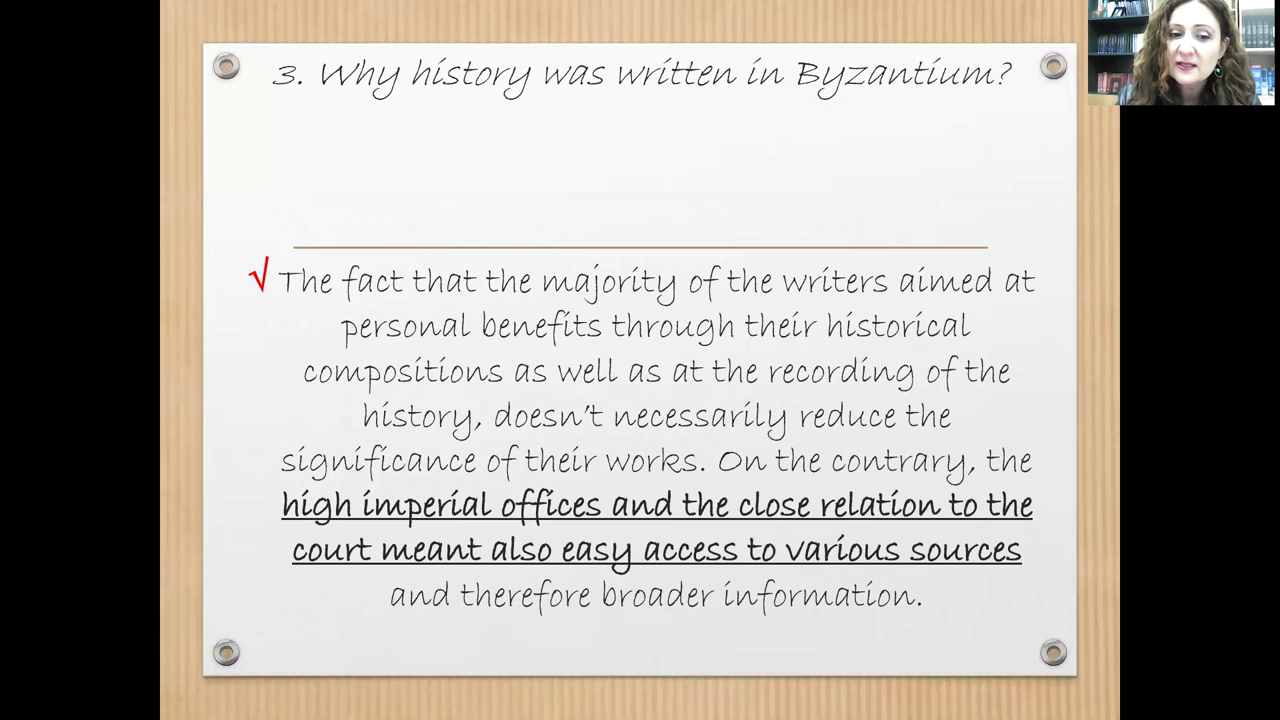 3. Why history was written in Byzantium?
√ The fact that the majority of the writers aimed at
personal benefits through their historical
compositions as well as at the recording of the
history, doesn't necessarily reduce the
significance of their works. On the contrary, the
high imperial offices and the close relation to the
court meant also easy access to various sources
and therefore broader information.